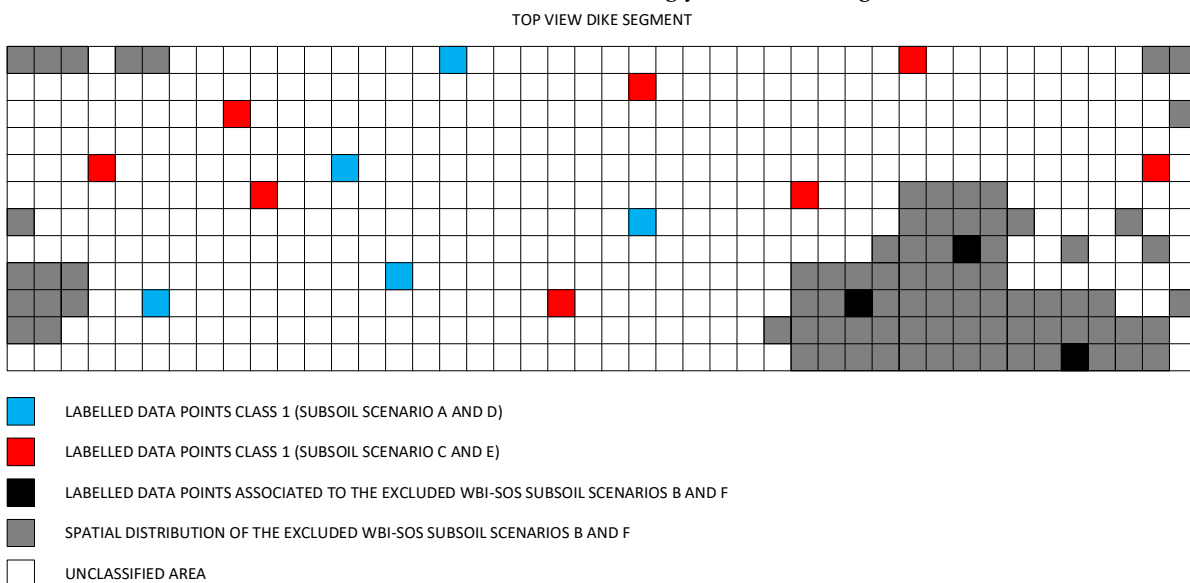 TOP VIEW DIKE SEGMENT
LABELLED DATA POINTS CLASS 1 (SUBSOIL SCENARIO A AND D)
LABELLED DATA POINTS CLASS 1 (SUBSOIL SCENARIO C AND E)
LABELLED DATA POINTS ASSOCIATED TO THE EXCLUDED WBI-SOS SUBSOIL SCENARIOS B AND F
SPATIAL DISTRIBUTION OF THE EXCLUDED WBI-SOS SUBSOIL SCENARIOS B AND F
UNCLASSIFIED AREA